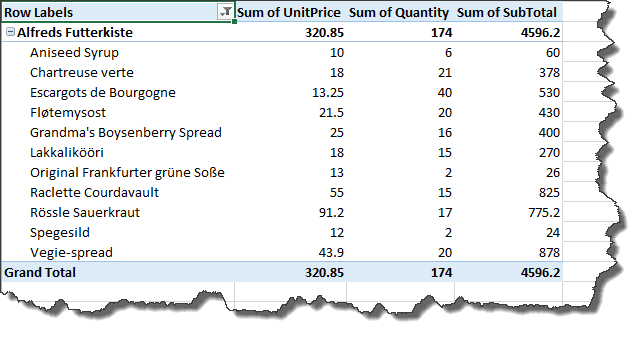 Row Labels Sum of UnitPrice Sum of Quantity Sum of SubTotal
Alfreds Futterkiste 320.85 174 4596.2
Aniseed Syrup 10 6 60
Chartreuse verte 18 21 378
Escargots de Bourgogne 13.25 40 530
Fløtemysost 21.5 20 430
Grandma's Boysenberry Spread 25 16 400
Lakkalikööri 18 15 270
Original Frankfurter grüne Soße 13 2 26
Raclette Courdavault 55 15 825
Rössle Sauerkraut 91.2 17 775.2
Spegesild 12 2 24
Vegie-spread 43.9 20 878
Grand Total 320.85 174 4596.2